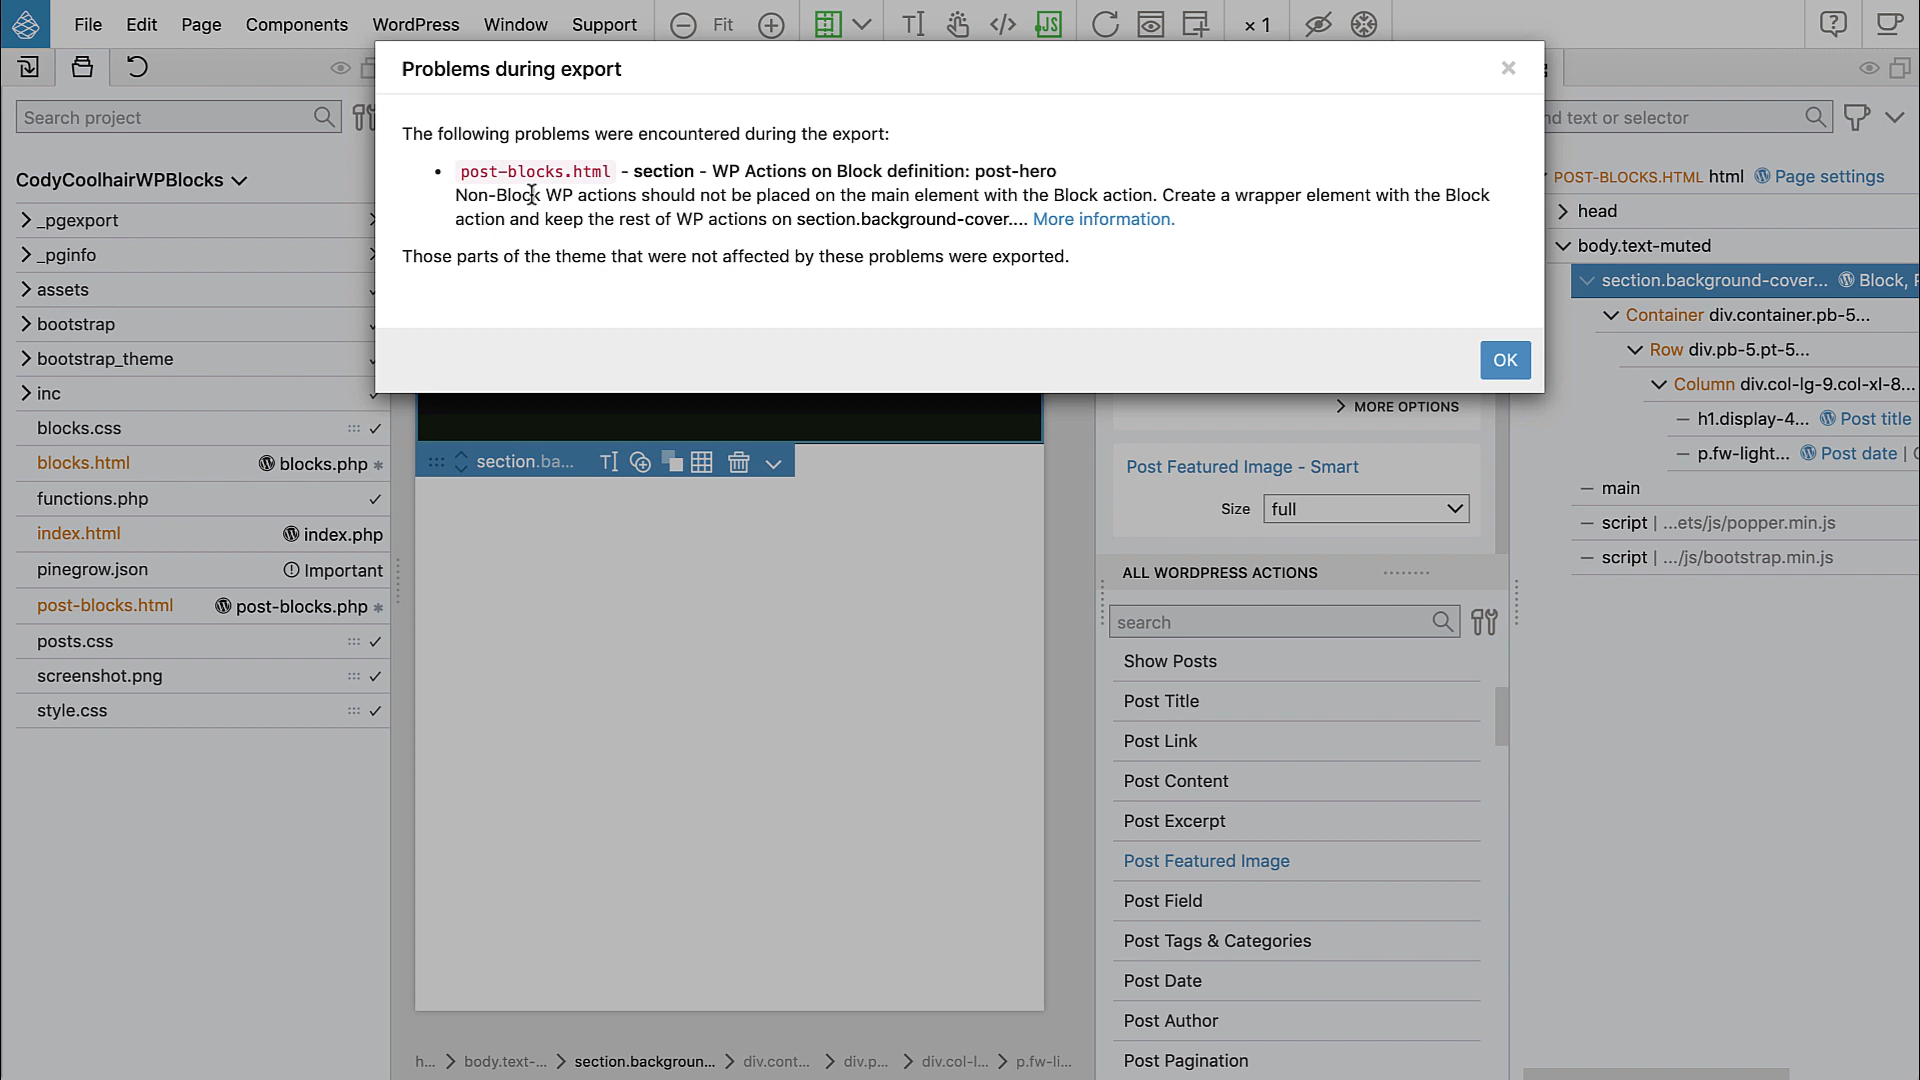 File Edit Page Components WordPress Window Support Fit TI </> JS × 1
Problems during export ×
Search project
nd text or selector
The following problems were encountered during the export:
post-blocks.html - section - WP Actions on Block definition: post-hero
Non-Block WP actions should not be placed on the main element with the Block action. Create a wrapper element with the Block
action and keep the rest of WP actions on section.background-cover.... More information.
Those parts of the theme that were not affected by these problems were exported.
OK
CodyCoolhairWPBlocks
_pgexport
_pginfo
assets
bootstrap
bootstrap_theme
inc
blocks.css
blocks.html blocks.php *
functions.php
index.html index.php
pinegrow.json Important
post-blocks.html post-blocks.php *
posts.css
screenshot.png
style.css
section.ba...
h... body.text-... section.backgroun... div.cont... div.p... div.col-l... p.fw-li...
MORE OPTIONS
Post Featured Image - Smart
Size full
ALL WORDPRESS ACTIONS
search
Show Posts
Post Title
Post Link
Post Content
Post Excerpt
Post Featured Image
Post Field
Post Tags & Categories
Post Date
Post Author
Post Pagination
POST-BLOCKS.HTML html Page settings
head
body.text-muted
section.background-cover... Block,
Container div.container.pb-5...
Row div.pb-5.pt-5...
Column div.col-lg-9.col-xl-8...
h1.display-4... Post title
p.fw-light... Post date |
main
script | ...ets/js/popper.min.js
script | .../js/bootstrap.min.js